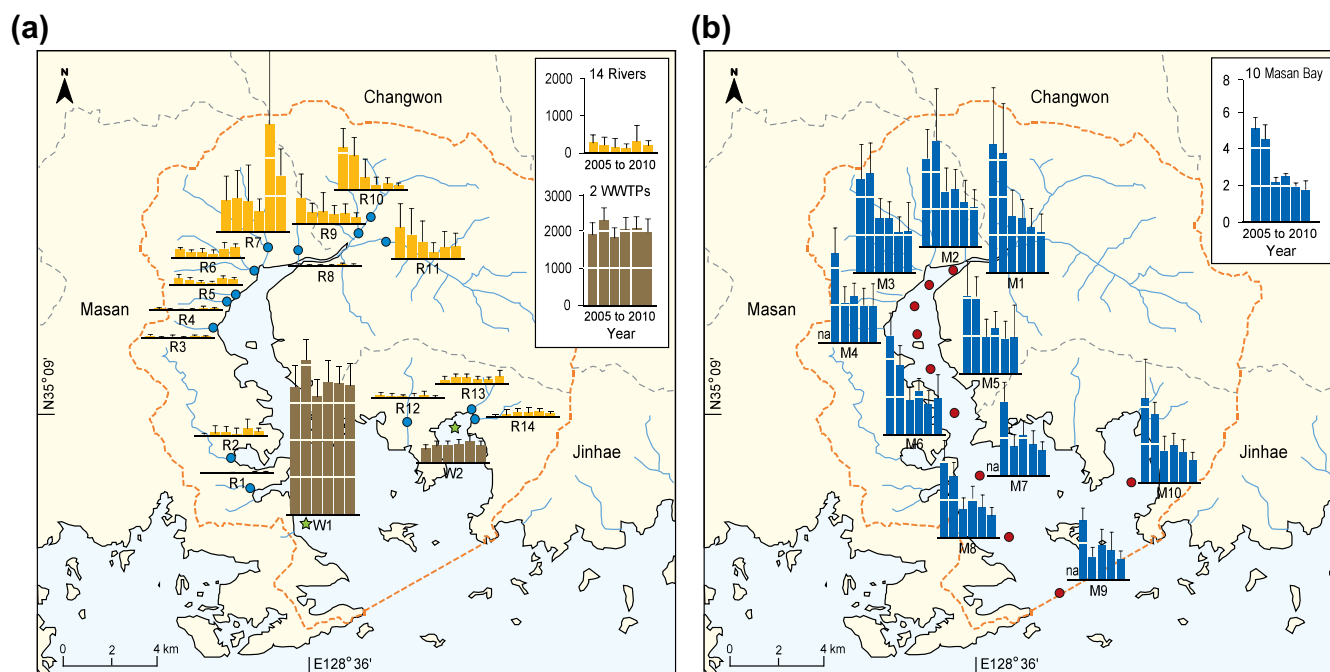 (a)
N
Changwon
2000
14 Rivers
1000
0
2005 to 2010
2 WWTPs
3000
2000
1000
0
2005 to 2010
Year
R10
R7
R9
R6
R8
R11
R5
Masan
R4
R3
N35° 09'
R13
R12
R14
R2
W2
Jinhae
R1
W1
0 2 4 km
E128° 36'
(b)
N
Changwon
8
10 Masan Bay
6
4
2
0
2005 to 2010
Year
M2
M3
M1
Masan
na
M4
M5
N35° 09'
M6
na
M7
Jinhae
M10
M8
na
M9
0 2 4 km
E128° 36'